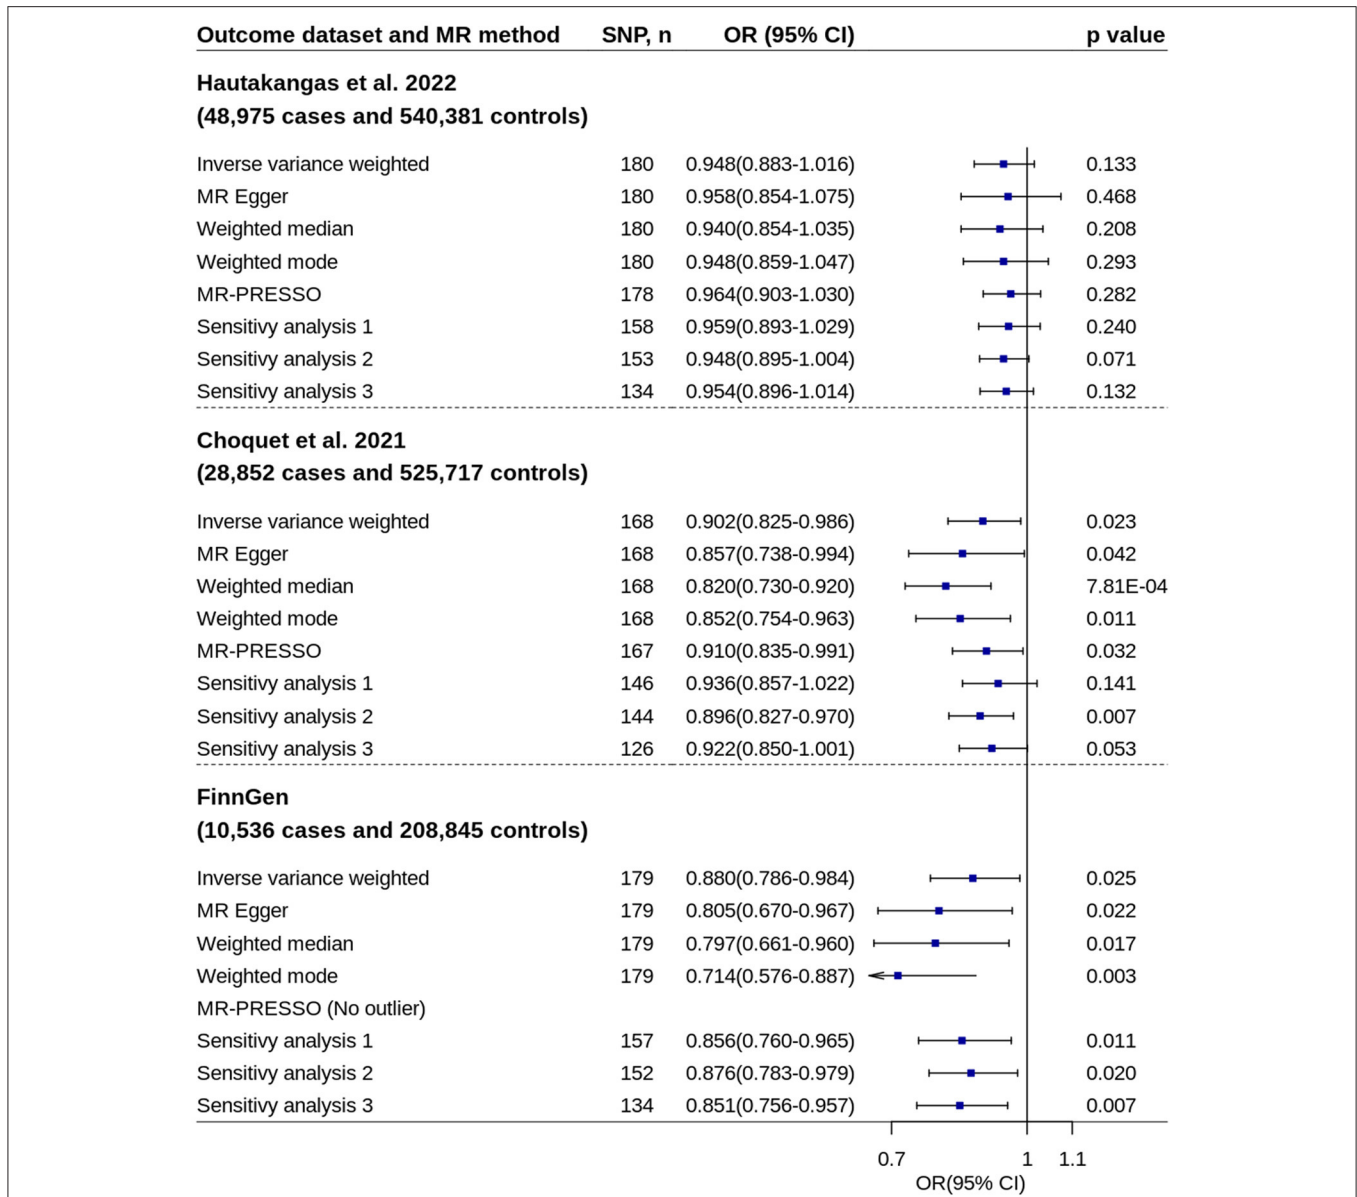 Outcome dataset and MR method SNP, n OR (95% CI) p value
Hautakangas et al. 2022
(48,975 cases and 540,381 controls)
Inverse variance weighted 180 0.948(0.883-1.016) 0.133
MR Egger 180 0.958(0.854-1.075) 0.468
Weighted median 180 0.940(0.854-1.035) 0.208
Weighted mode 180 0.948(0.859-1.047) 0.293
MR-PRESSO 178 0.964(0.903-1.030) 0.282
Sensitivy analysis 1 158 0.959(0.893-1.029) 0.240
Sensitivy analysis 2 153 0.948(0.895-1.004) 0.071
Sensitivy analysis 3 134 0.954(0.896-1.014) 0.132
Choquet et al. 2021
(28,852 cases and 525,717 controls)
Inverse variance weighted 168 0.902(0.825-0.986) 0.023
MR Egger 168 0.857(0.738-0.994) 0.042
Weighted median 168 0.820(0.730-0.920) 7.81E-04
Weighted mode 168 0.852(0.754-0.963) 0.011
MR-PRESSO 167 0.910(0.835-0.991) 0.032
Sensitivy analysis 1 146 0.936(0.857-1.022) 0.141
Sensitivy analysis 2 144 0.896(0.827-0.970) 0.007
Sensitivy analysis 3 126 0.922(0.850-1.001) 0.053
FinnGen
(10,536 cases and 208,845 controls)
Inverse variance weighted 179 0.880(0.786-0.984) 0.025
MR Egger 179 0.805(0.670-0.967) 0.022
Weighted median 179 0.797(0.661-0.960) 0.017
Weighted mode 179 0.714(0.576-0.887) 0.003
MR-PRESSO (No outlier)
Sensitivy analysis 1 157 0.856(0.760-0.965) 0.011
Sensitivy analysis 2 152 0.876(0.783-0.979) 0.020
Sensitivy analysis 3 134 0.851(0.756-0.957) 0.007
0.7 1 1.1
OR(95% CI)